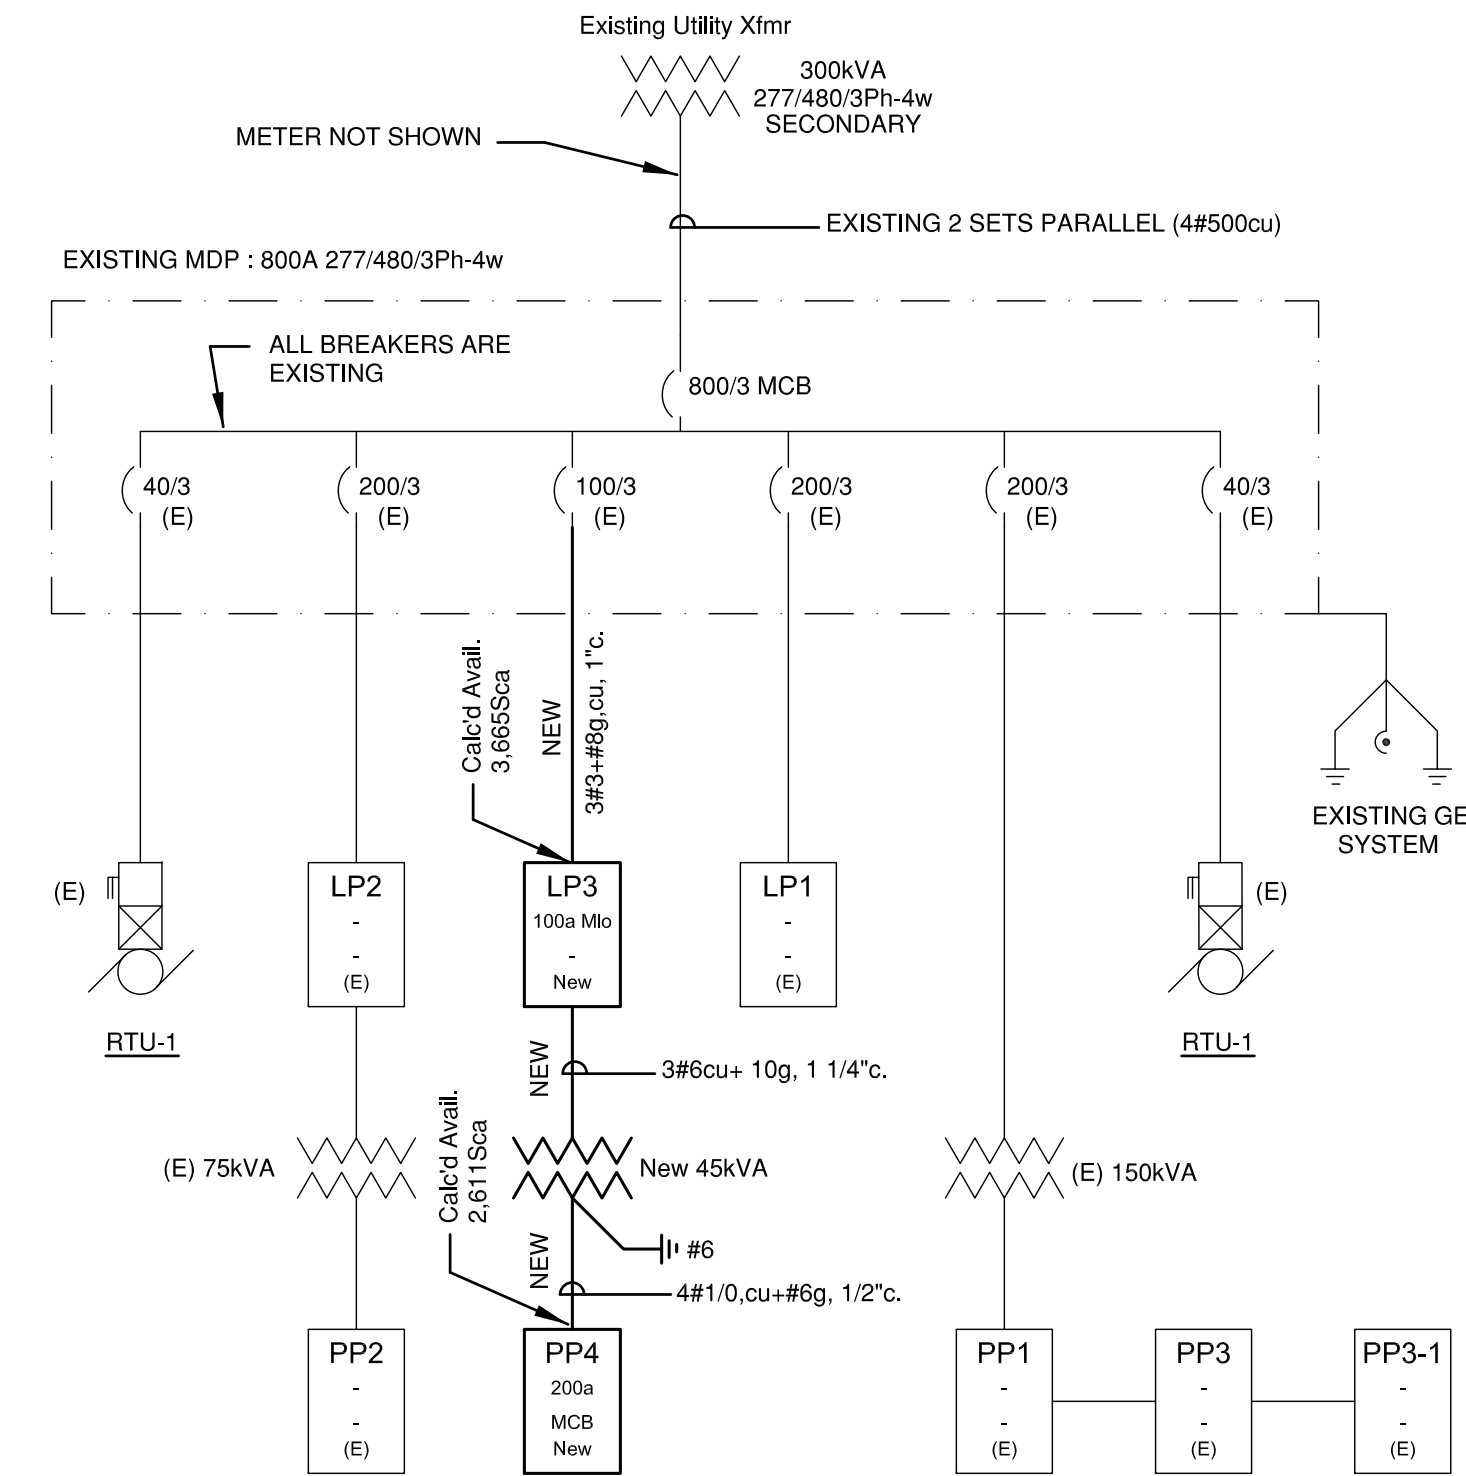 Existing Utility Xfmr
300kVA
277/480/3Ph-4w
SECONDARY
METER NOT SHOWN
EXISTING 2 SETS PARALLEL (4#500cu)
EXISTING MDP : 800A 277/480/3Ph-4w
ALL BREAKERS ARE
EXISTING
800/3 MCB
40/3
(E)
200/3
(E)
100/3
(E)
200/3
(E)
200/3
(E)
40/3
(E)
Calc'd Avail.
3,665Sca
NEW
3#3+#8g,cu, 1"c.
EXISTING GE
SYSTEM
(E)
RTU-1
LP2
-
-
(E)
LP3
100a Mlo
-
New
LP1
-
-
(E)
(E)
RTU-1
NEW
3#6cu+ 10g, 1 1/4"c.
(E) 75kVA
Calc'd Avail.
2,611Sca
New 45kVA
(E) 150kVA
#6
NEW
4#1/0,cu+#6g, 1/2"c.
PP2
-
-
(E)
PP4
200a
MCB
New
PP1
-
-
(E)
PP3
-
-
(E)
PP3-1
-
-
(E)